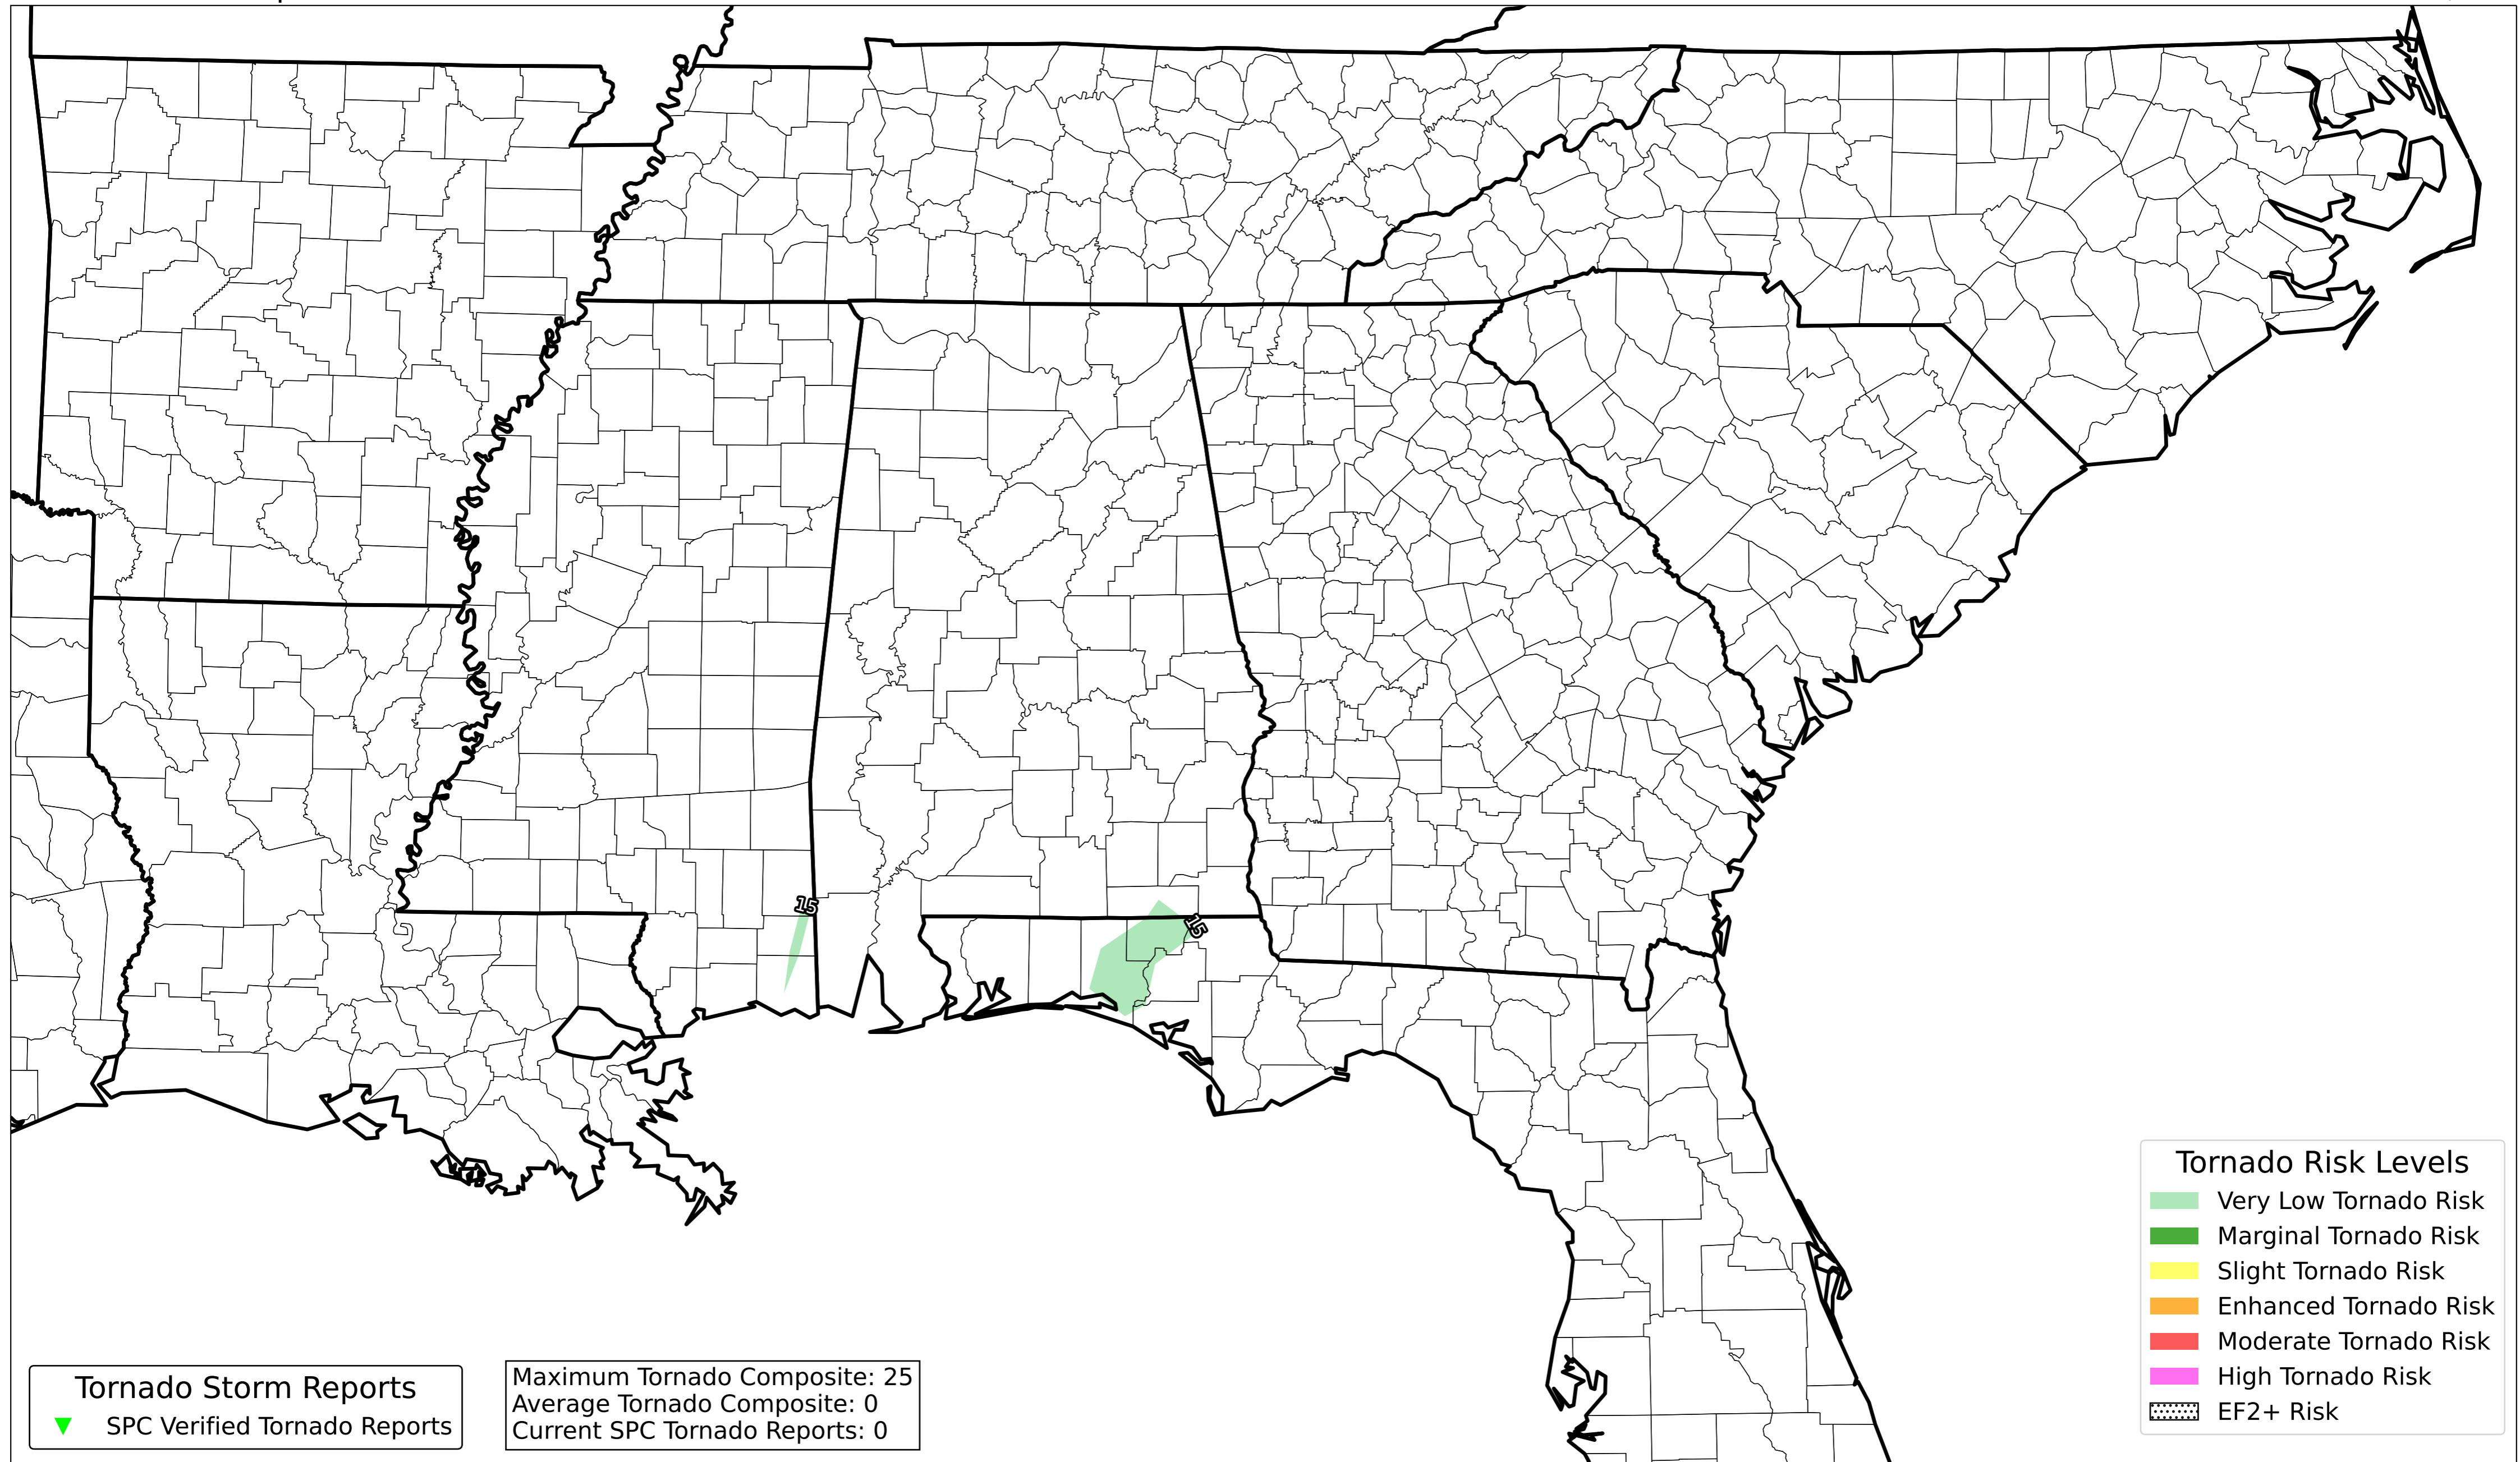 15
15
Tornado Risk Levels
Very Low Tornado Risk
Marginal Tornado Risk
Slight Tornado Risk
Enhanced Tornado Risk
Moderate Tornado Risk
High Tornado Risk
EF2+ Risk
Tornado Storm Reports
SPC Verified Tornado Reports
Maximum Tornado Composite: 25
Average Tornado Composite: 0
Current SPC Tornado Reports: 0